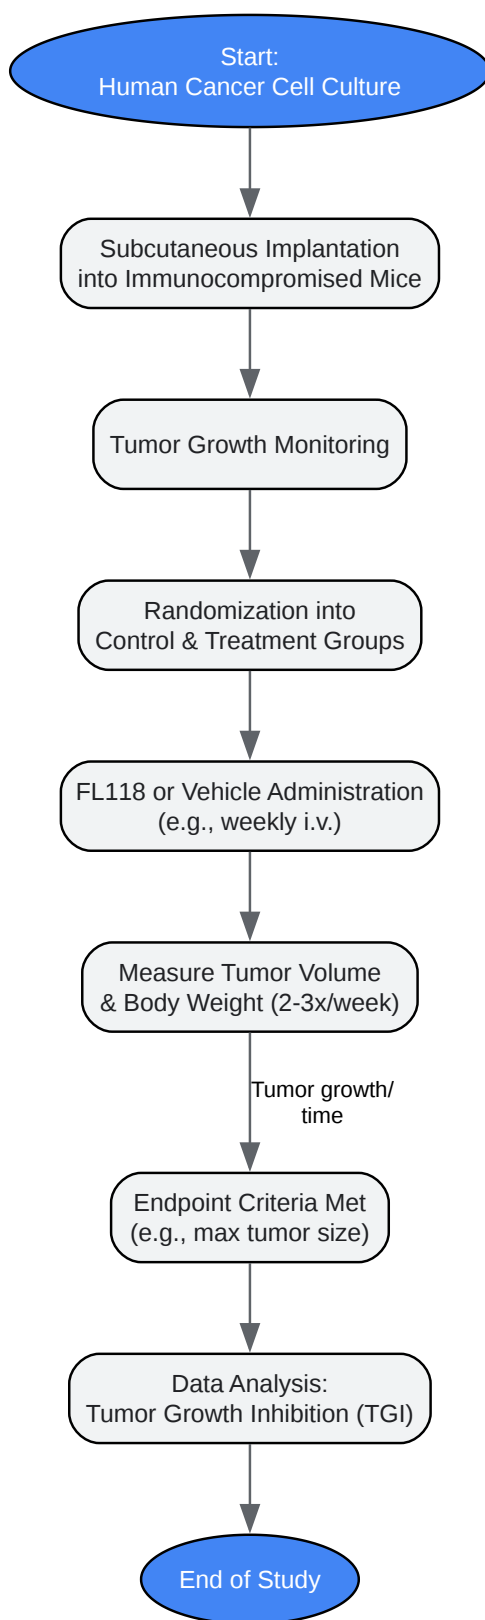 Start:
Human Cancer Cell Culture
Subcutaneous Implantation
into Immunocompromised Mice
Tumor Growth Monitoring
Randomization into
Control & Treatment Groups
FL118 or Vehicle Administration
(e.g., weekly i.v.)
Measure Tumor Volume
& Body Weight (2-3x/week)
Tumor growth/
time
Endpoint Criteria Met
(e.g., max tumor size)
Data Analysis:
Tumor Growth Inhibition (TGI)
End of Study